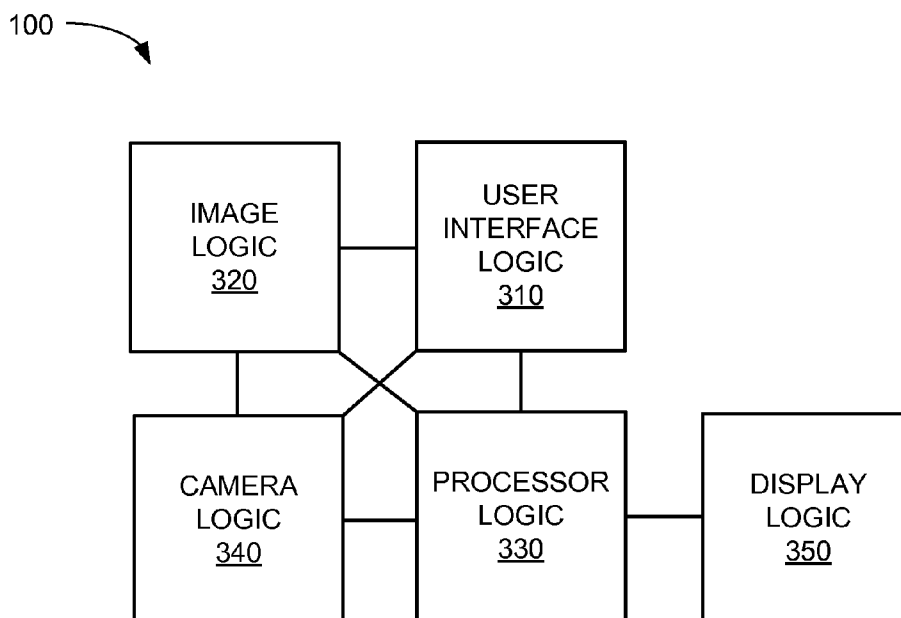 100
IMAGE
LOGIC
320
USER
INTERFACE
LOGIC
310
CAMERA
LOGIC
340
PROCESSOR
LOGIC
330
DISPLAY
LOGIC
350